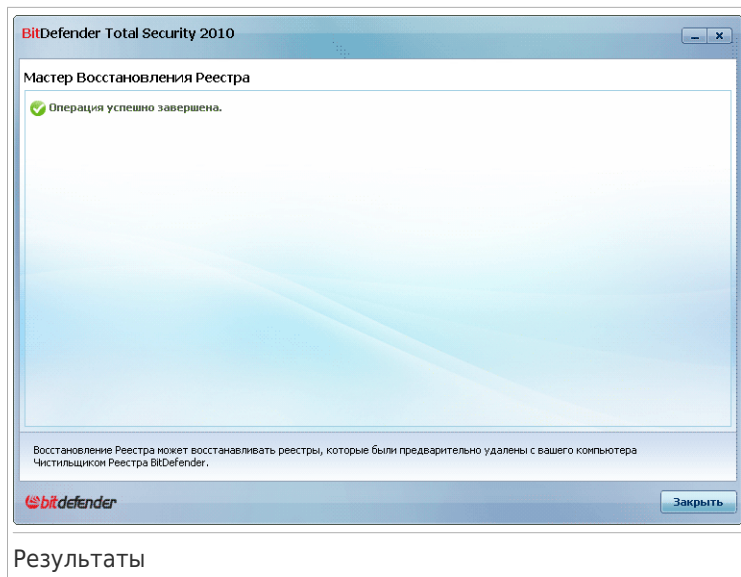 BitDefender Total Security 2010
Мастер Восстановления Реестра
Операция успешно завершена.
Восстановление Реестра может восстанавливать реестры, которые были предварительно удалены с вашего компьютера
Чистильщиком Реестра BitDefender.
bitdefender
Закрыть
Результаты